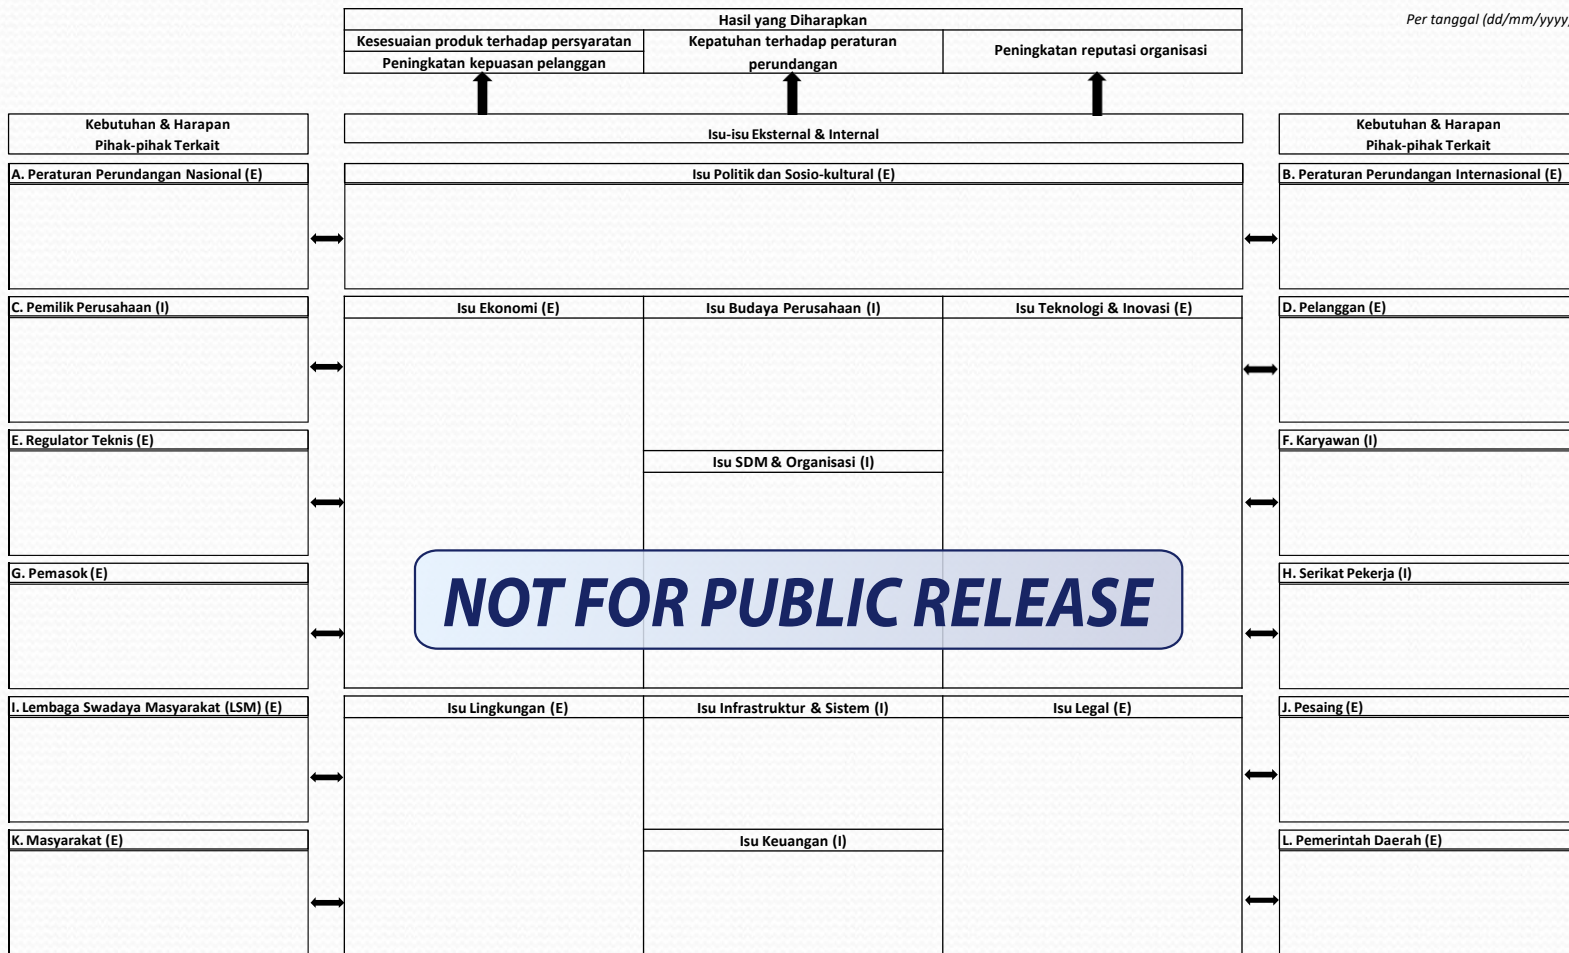 Hasil yang Diharapkan
Per tanggal (dd/mm/yyyy
Kesesuaian produk terhadap persyaratan
Peningkatan kepuasan pelanggan
Kepatuhan terhadap peraturan
perundangan
Peningkatan reputasi organisasi
Kebutuhan & Harapan
Pihak-pihak Terkait
Isu-isu Eksternal & Internal
Kebutuhan & Harapan
Pihak-pihak Terkait
A. Peraturan Perundangan Nasional (E)
Isu Politik dan Sosio-kultural (E)
B. Peraturan Perundangan Internasional (E)
C. Pemilik Perusahaan (I)
Isu Ekonomi (E)
Isu Budaya Perusahaan (I)
Isu Teknologi & Inovasi (E)
D. Pelanggan (E)
E. Regulator Teknis (E)
F. Karyawan (I)
Isu SDM & Organisasi (I)
G. Pemasok (E)
NOT FOR PUBLIC RELEASE
H. Serikat Pekerja (I)
I. Lembaga Swadaya Masyarakat (LSM) (E)
Isu Lingkungan (E)
Isu Infrastruktur & Sistem (I)
Isu Legal (E)
J. Pesaing (E)
K. Masyarakat (E)
Isu Keuangan (I)
L. Pemerintah Daerah (E)